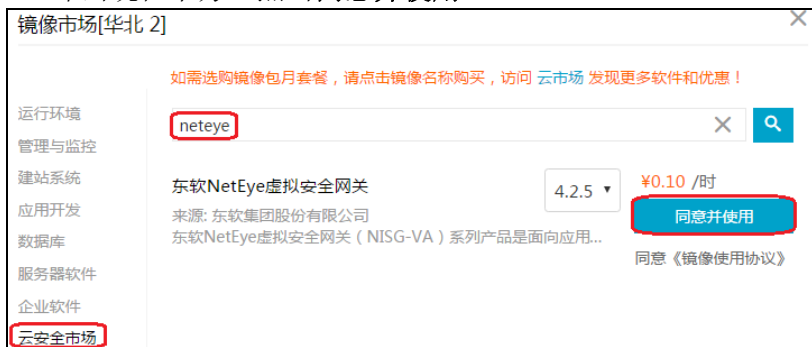 镜像市场[华北 2]
如需选购镜像包月套餐，请点击镜像名称购买，访问 云市场 发现更多软件和优惠！
运行环境
管理与监控
建站系统
应用开发
数据库
服务器软件
企业软件
云安全市场
neteye
东软NetEye虚拟安全网关
来源: 东软集团股份有限公司
东软NetEye虚拟安全网关（NISG-VA）系列产品是面向应用...
4.2.5
¥0.10 /时
同意并使用
同意《镜像使用协议》